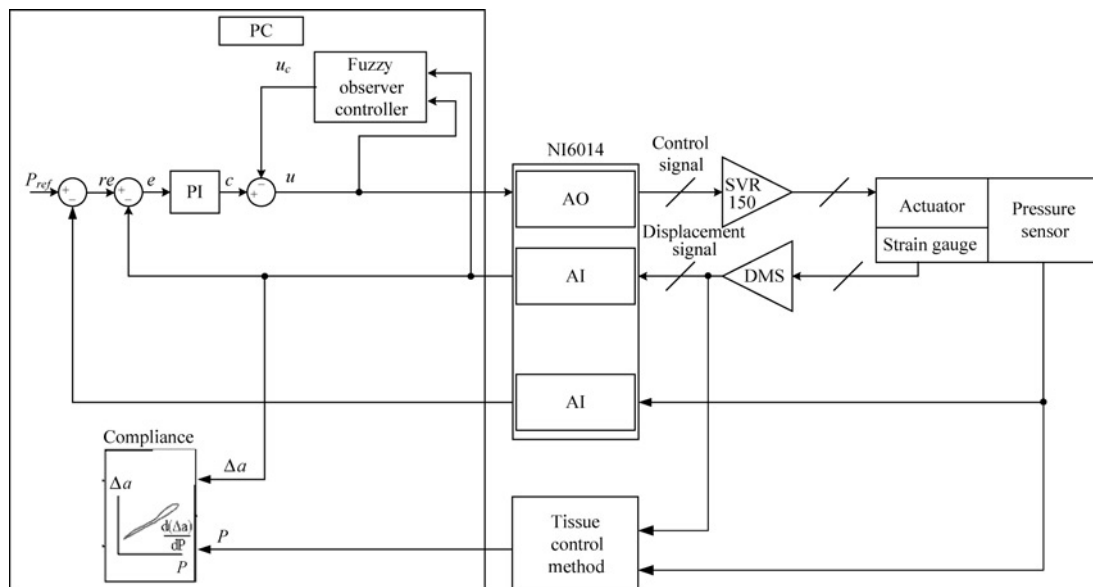 PC
u_c
Fuzzy
observer
controller
P_ref
+
−
re
+
−
e
PI
c
−
+
u
NI6014
AO
AI
AI
Control
signal
SVR
150
Displacement
signal
DMS
Actuator
Strain gauge
Pressure
sensor
Compliance
Δa
d(Δa)
dP
P
Δa
P
Tissue
control
method